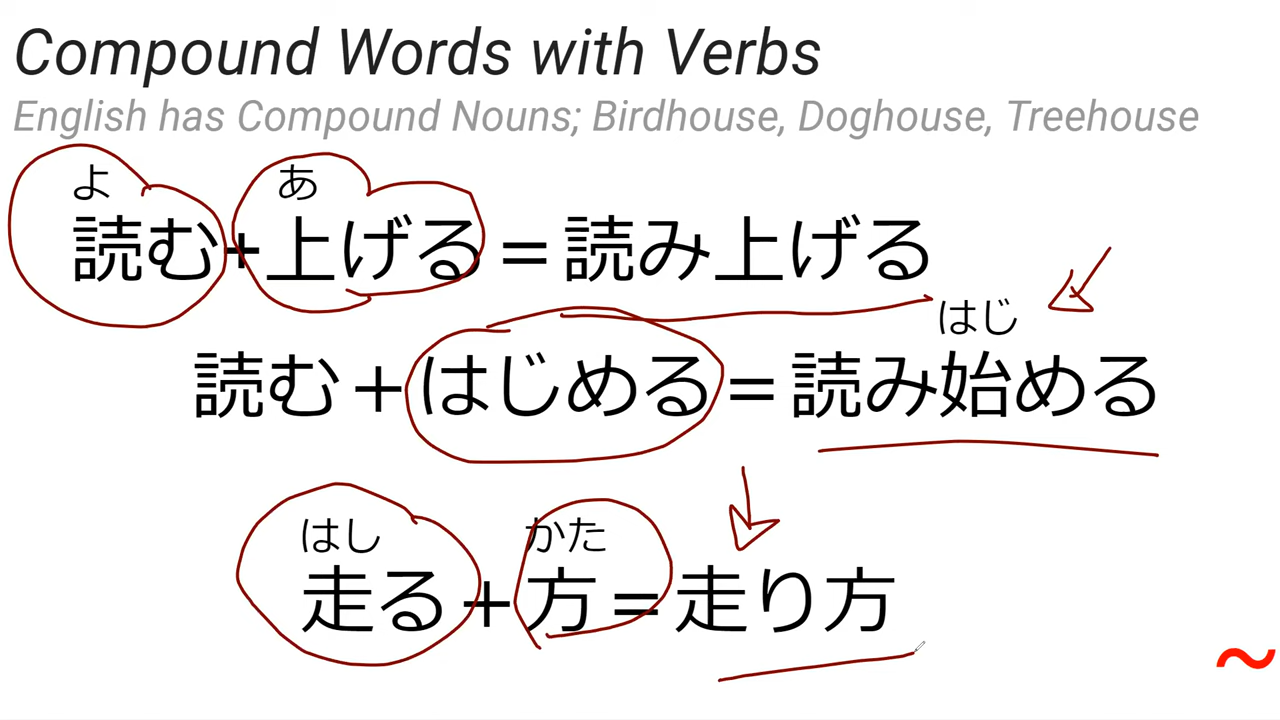 Compound Words with Verbs
English has Compound Nouns; Birdhouse, Doghouse, Treehouse
よ あ
読む+上げる=読み上げる
はじ
読む+はじめる=読み始める
はし かた
走る+方=走り方
~